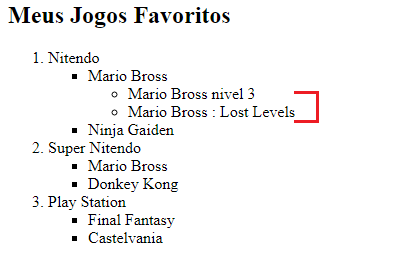 Meus Jogos Favoritos
1. Nitendo
Mario Bross
Mario Bross nivel 3
Mario Bross : Lost Levels
Ninja Gaiden
2. Super Nitendo
Mario Bross
Donkey Kong
3. Play Station
Final Fantasy
Castelvania